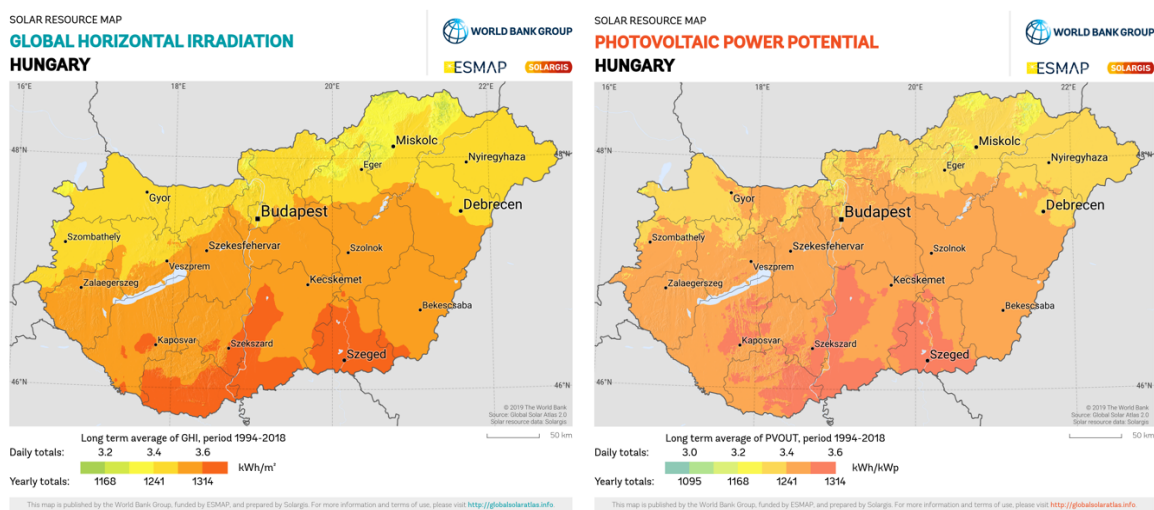 SOLAR RESOURCE MAP
GLOBAL HORIZONTAL IRRADIATION
HUNGARY
WORLD BANK GROUP
ESMAP
SOLARGIS
16°E
18°E
20°E
22°E
48°N
48°N
Miskolc
Nyiregyhaza
Eger
Gyor
Budapest
Debrecen
Szombathely
Szekesfehervar
Szolnok
Veszprem
Zalaegerszeg
Kecskemet
Bekescsaba
Kaposvar
Szekszard
Szeged
46°N
46°N
© 2019 The World Bank
Source: Global Solar Atlas 2.0
Solar resource data: Solargis
50 km
Long term average of GHI, period 1994-2018
Daily totals: 3.2 3.4 3.6
kWh/m²
Yearly totals: 1168 1241 1314
This map is published by the World Bank Group, funded by ESMAP, and prepared by Solargis. For more information and terms of use, please visit http://globalsolaratlas.info.
SOLAR RESOURCE MAP
PHOTOVOLTAIC POWER POTENTIAL
HUNGARY
WORLD BANK GROUP
ESMAP
SOLARGIS
16°E
18°E
20°E
22°E
48°N
48°N
Miskolc
Nyiregyhaza
Eger
Gyor
Budapest
Debrecen
Szombathely
Szekesfehervar
Szolnok
Veszprem
Zalaegerszeg
Kecskemet
Bekescsaba
Kaposvar
Szekszard
Szeged
46°N
46°N
© 2019 The World Bank
Source: Global Solar Atlas 2.0
Solar resource data: Solargis
50 km
Long term average of PVOUT, period 1994-2018
Daily totals: 3.0 3.2 3.4 3.6
kWh/kWp
Yearly totals: 1095 1168 1241 1314
This map is published by the World Bank Group, funded by ESMAP, and prepared by Solargis. For more information and terms of use, please visit http://globalsolaratlas.info.